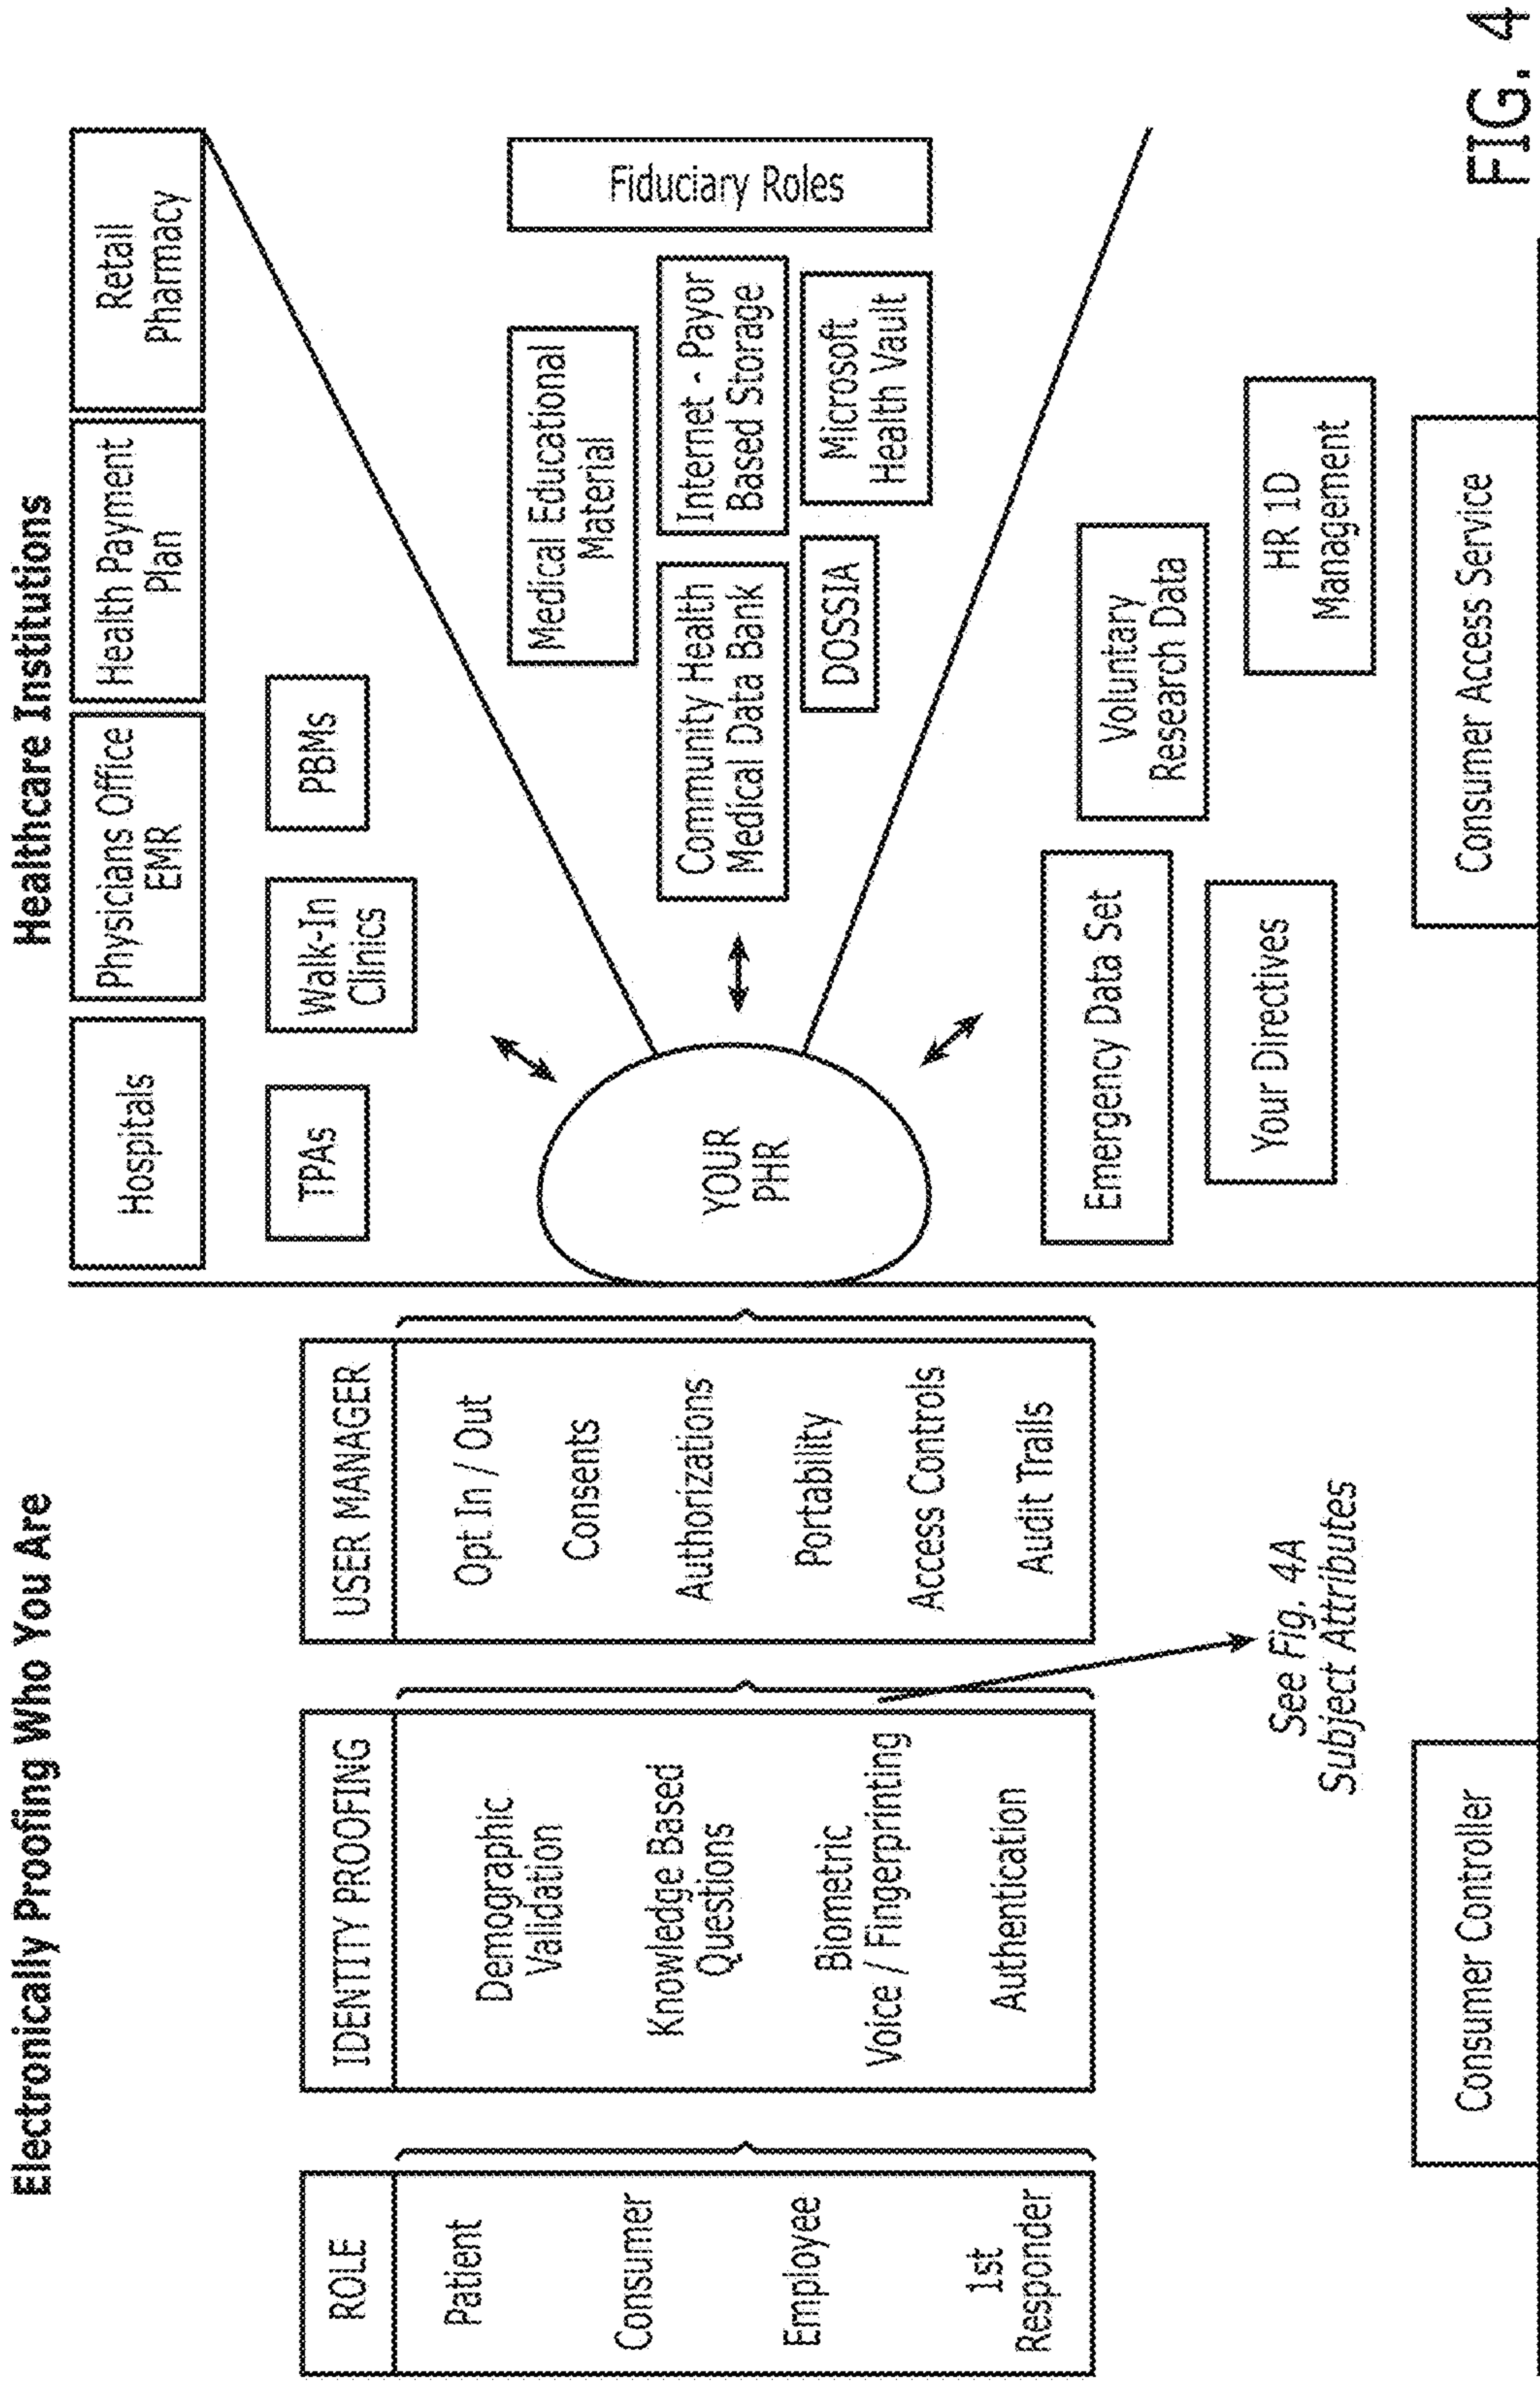 Electronically Proofing Who You Are
ROLE
Patient
Consumer
Employee
1st
Responder
IDENTITY PROOFING
Demographic
Validation
Knowledge Based
Questions
Biometric
Voice / Fingerprinting
Authentication
USER MANAGER
Opt In / Out
Consents
Authorizations
Portability
Access Controls
Audit Trails
See Fig. 4A
Subject Attributes
Consumer Controller
Healthcare Institutions
Hospitals
Physicians Office
EMR
Health Payment
Plan
Retail
Pharmacy
TPAs
Walk-In
Clinics
PBMs
YOUR
PHR
Medical Educational
Material
Community Health
Medical Data Bank
Internet - Payor
Based Storage
DOSSIA
Microsoft
Health Vault
Fiduciary Roles
Emergency Data Set
Voluntary
Research Data
Your Directives
HR 1D
Management
Consumer Access Service
FIG. 4